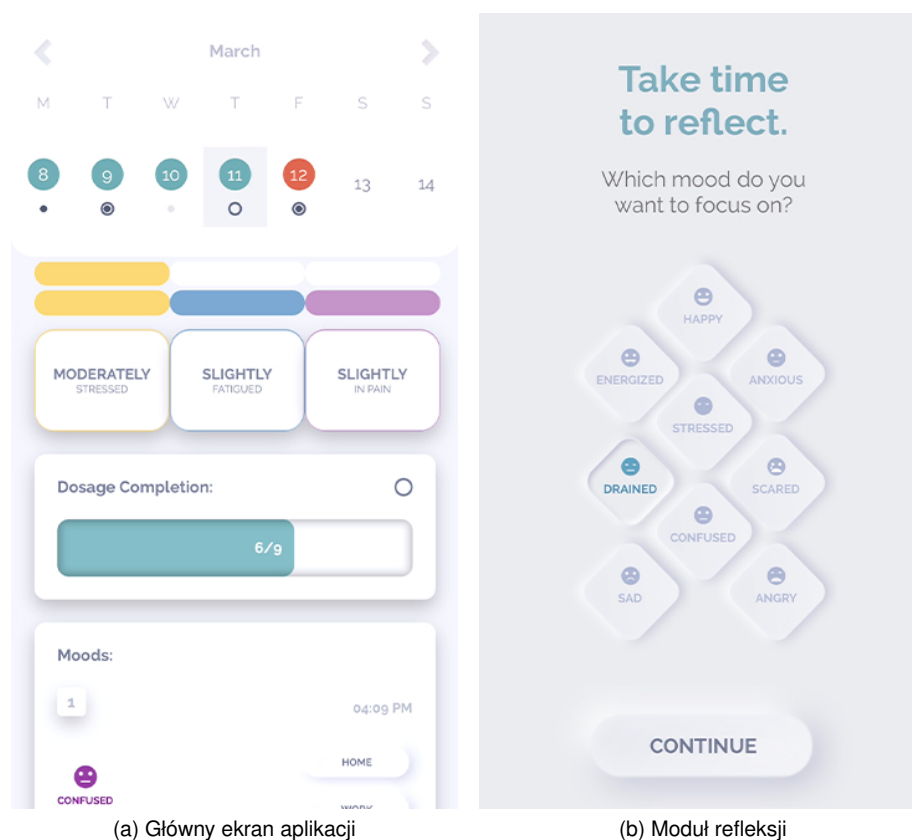 March
M T W T F S S
8 9 10 11 12 13 14
MODERATELY
STRESSED
SLIGHTLY
FATIGUED
SLIGHTLY
IN PAIN
Dosage Completion:
6/9
Moods:
1
04:09 PM
HOME
CONFUSED
WORK
(a) Główny ekran aplikacji
Take time
to reflect.
Which mood do you
want to focus on?
HAPPY
ENERGIZED
ANXIOUS
STRESSED
DRAINED
SCARED
CONFUSED
SAD
ANGRY
CONTINUE
(b) Moduł refleksji